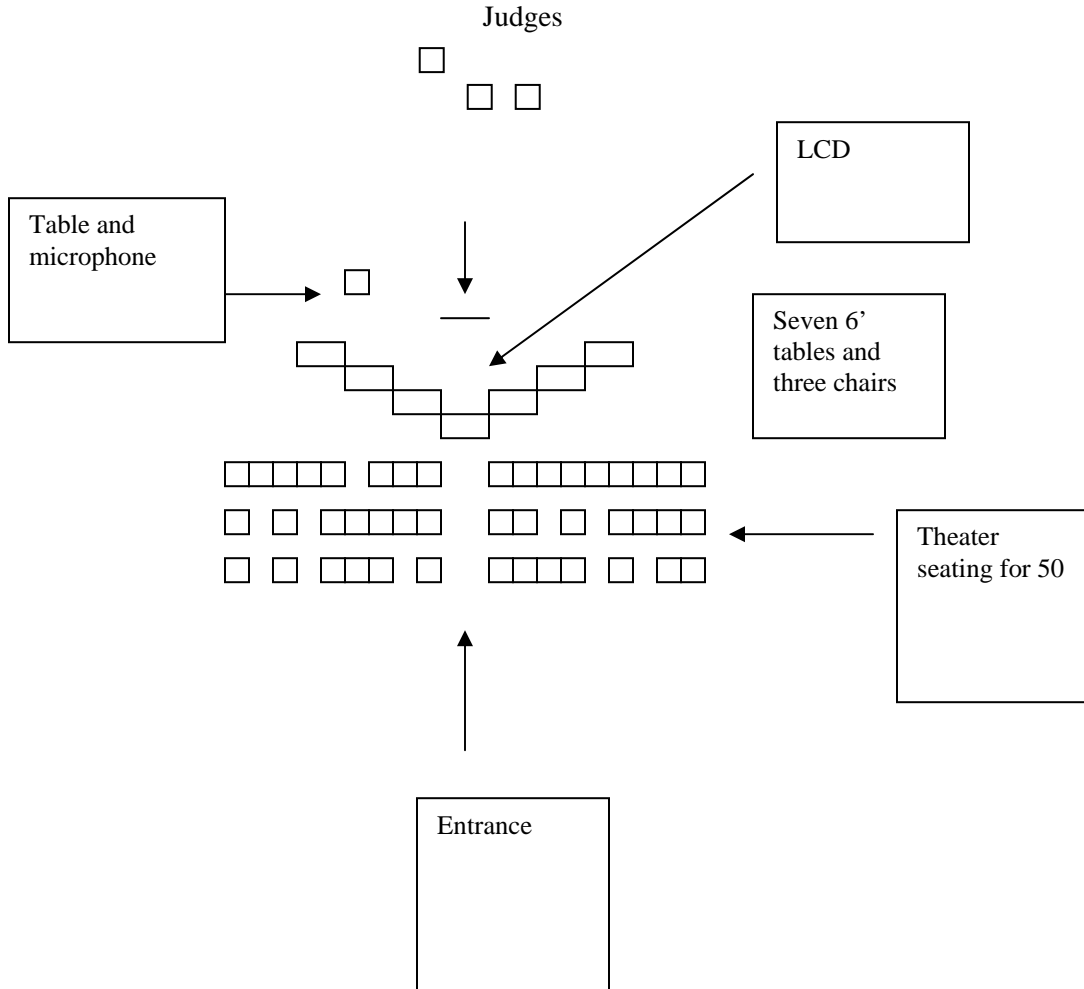 Judges
LCD
Table and
microphone
Seven 6’
tables and
three chairs
Theater
seating for 50
Entrance